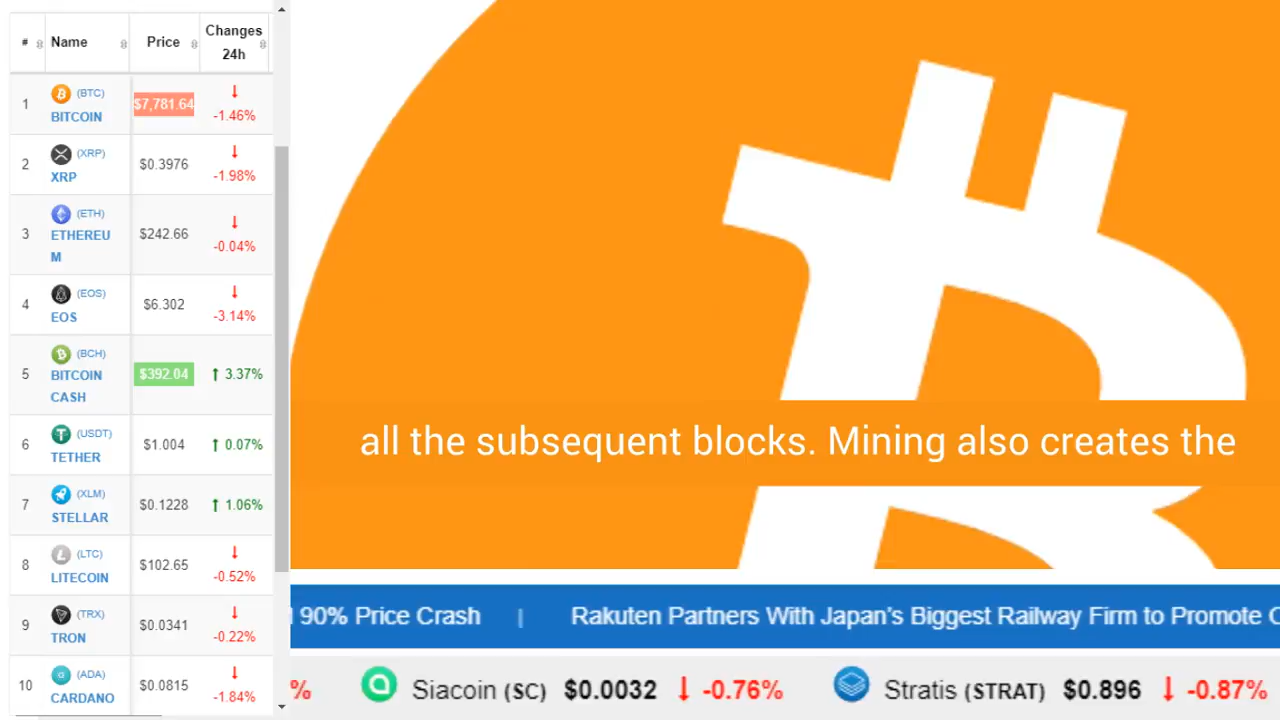 # Name Price Changes 24h
1 (BTC) BITCOIN $7,781.64 -1.46%
2 (XRP) XRP $0.3976 -1.98%
3 (ETH) ETHEREU M $242.66 -0.04%
4 (EOS) EOS $6.302 -3.14%
5 (BCH) BITCOIN CASH $392.04 3.37%
6 (USDT) TETHER $1.004 0.07%
7 (XLM) STELLAR $0.1228 1.06%
8 (LTC) LITECOIN $102.65 -0.52%
9 (TRX) TRON $0.0341 -0.22%
10 (ADA) CARDANO $0.0815 -1.84%
all the subsequent blocks. Mining also creates the
90% Price Crash | Rakuten Partners With Japan's Biggest Railway Firm to Promote
% Siacoin (SC) $0.0032 -0.76% Stratis (STRAT) $0.896 -0.87%